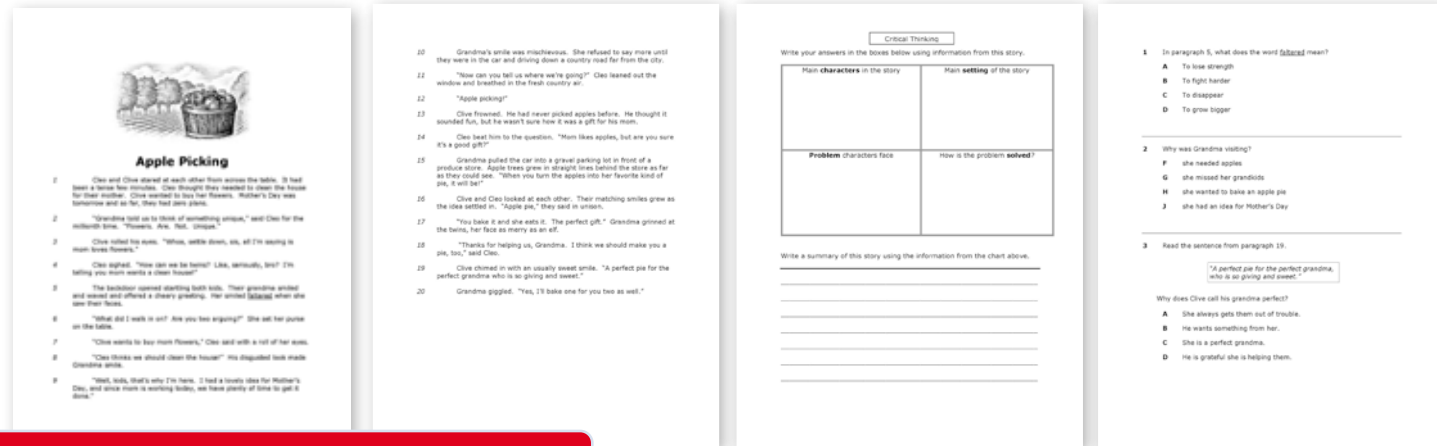 Apple Picking
1 Cleo and Clive stared at each other from across the table. It had
been a tense few minutes. Cleo thought they needed to clean the house
for their mother. Clive wanted to buy her flowers. Mother's Day was
tomorrow and so far, they had zero plans.
2 "Grandma told us to think of something unique," said Cleo for the
millionth time. "Flowers. Are. Not. Unique."
3 Clive rolled his eyes. "Whoa, settle down, sis, all I'm saying is
mom loves flowers."
4 Cleo sighed. "How can we be twins? Like, seriously, bro? I'm
telling you mom wants a clean house!"
5 The backdoor opened startling both kids. Their grandma smiled
and waved and offered a cheery greeting. Her smiled faltered when she
saw their faces.
6 "What did I walk in on? Are you two arguing?" She set her purse
on the table.
7 "Clive wants to buy mom flowers," Cleo said with a roll of her eyes.
8 "Cleo thinks we should clean the house!" His disgusted look made
Grandma smile.
9 "Well, kids, that's why I'm here. I had a lovely idea for Mother's
Day, and since mom is working today, we have plenty of time to get it
done."
10 Grandma's smile was mischievous. She refused to say more until
they were in the car and driving down a country road far from the city.
11 "Now can you tell us where we're going?" Cleo leaned out the
window and breathed in the fresh country air.
12 "Apple picking!"
13 Clive frowned. He had never picked apples before. He thought it
sounded fun, but he wasn't sure how it was a gift for his mom.
14 Cleo beat him to the question. "Mom likes apples, but are you sure
it's a good gift?"
15 Grandma pulled the car into a gravel parking lot in front of a
produce store. Apple trees grew in straight lines behind the store as far
as they could see. "When you turn the apples into her favorite kind of
pie, it will be!"
16 Clive and Cleo looked at each other. Their matching smiles grew as
the idea settled in. "Apple pie," they said in unison.
17 "You bake it and she eats it. The perfect gift." Grandma grinned at
the twins, her face as merry as an elf.
18 "Thanks for helping us, Grandma. I think we should make you a
pie, too," said Cleo.
19 Clive chimed in with an usually sweet smile. "A perfect pie for the
perfect grandma who is so giving and sweet."
20 Grandma giggled. "Yes, I'll bake one for you two as well."
Critical Thinking
Write your answers in the boxes below using information from this story.
Main characters in the story
Main setting of the story
Problem characters face
How is the problem solved?
Write a summary of this story using the information from the chart above.
1 In paragraph 5, what does the word faltered mean?
A To lose strength
B To fight harder
C To disappear
D To grow bigger
2 Why was Grandma visiting?
F she needed apples
G she missed her grandkids
H she wanted to bake an apple pie
J she had an idea for Mother's Day
3 Read the sentence from paragraph 19.
"A perfect pie for the perfect grandma,
who is so giving and sweet."
Why does Clive call his grandma perfect?
A She always gets them out of trouble.
B He wants something from her.
C She is a perfect grandma.
D He is grateful she is helping them.